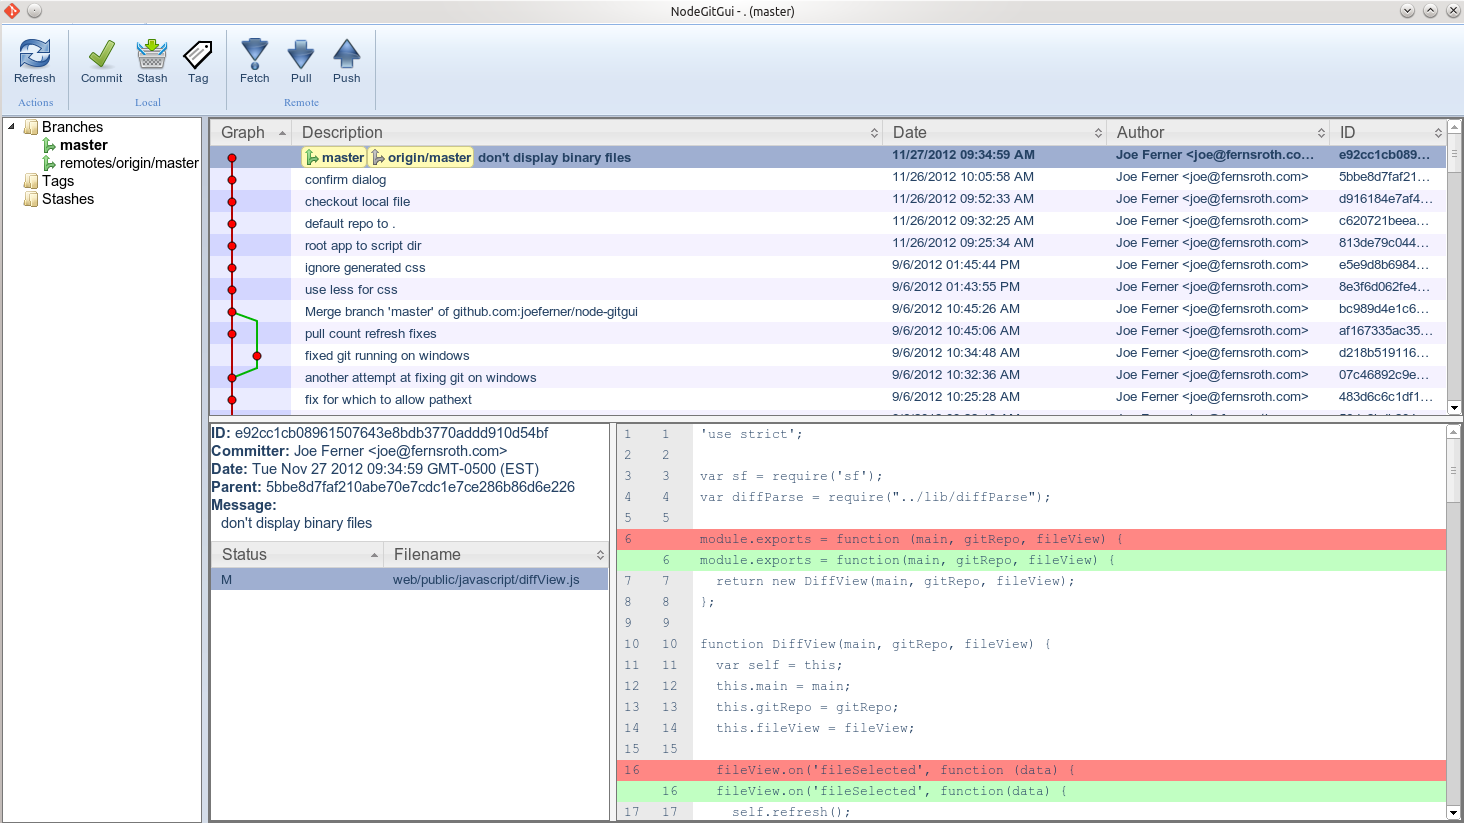 NodeGitGui - . (master)
Refresh Commit Stash Tag Fetch Pull Push
Actions Local Remote
Branches
master
remotes/origin/master
Tags
Stashes
Graph Description Date Author ID
master origin/master don't display binary files 11/27/2012 09:34:59 AM Joe Ferner <joe@fernsroth.co... e92cc1cb089...
confirm dialog 11/26/2012 10:05:58 AM Joe Ferner <joe@fernsroth.com> 5bbe8d7faf21...
checkout local file 11/26/2012 09:52:33 AM Joe Ferner <joe@fernsroth.com> d916184e7af4...
default repo to . 11/26/2012 09:32:25 AM Joe Ferner <joe@fernsroth.com> c620721beea...
root app to script dir 11/26/2012 09:25:34 AM Joe Ferner <joe@fernsroth.com> 813de79c044...
ignore generated css 9/6/2012 01:45:44 PM Joe Ferner <joe@fernsroth.com> e5e9d8b6984...
use less for css 9/6/2012 01:43:55 PM Joe Ferner <joe@fernsroth.com> 8e3f6d062fe4...
Merge branch 'master' of github.com:joeferner/node-gitgui 9/6/2012 10:45:26 AM Joe Ferner <joe@fernsroth.com> bc989d4e1c6...
pull count refresh fixes 9/6/2012 10:45:06 AM Joe Ferner <joe@fernsroth.com> af167335ac35...
fixed git running on windows 9/6/2012 10:34:48 AM Joe Ferner <joe@fernsroth.com> d218b519116...
another attempt at fixing git on windows 9/6/2012 10:32:36 AM Joe Ferner <joe@fernsroth.com> 07c46892c9e...
fix for which to allow pathext 9/6/2012 10:25:28 AM Joe Ferner <joe@fernsroth.com> 483d6c6c1df1...
ID: e92cc1cb08961507643e8bdb3770addd910d54bf
Committer: Joe Ferner <joe@fernsroth.com>
Date: Tue Nov 27 2012 09:34:59 GMT-0500 (EST)
Parent: 5bbe8d7faf210abe70e7cdc1e7ce286b86d6e226
Message:
don't display binary files
Status Filename
M web/public/javascript/diffView.js
1 1 'use strict';
2 2
3 3 var sf = require('sf');
4 4 var diffParse = require("../lib/diffParse");
5 5
6 module.exports = function (main, gitRepo, fileView) {
6 module.exports = function(main, gitRepo, fileView) {
7 7 return new DiffView(main, gitRepo, fileView);
8 8 };
9 9
10 10 function DiffView(main, gitRepo, fileView) {
11 11 var self = this;
12 12 this.main = main;
13 13 this.gitRepo = gitRepo;
14 14 this.fileView = fileView;
15 15
16 fileView.on('fileSelected', function (data) {
16 fileView.on('fileSelected', function(data) {
17 17 self.refresh();